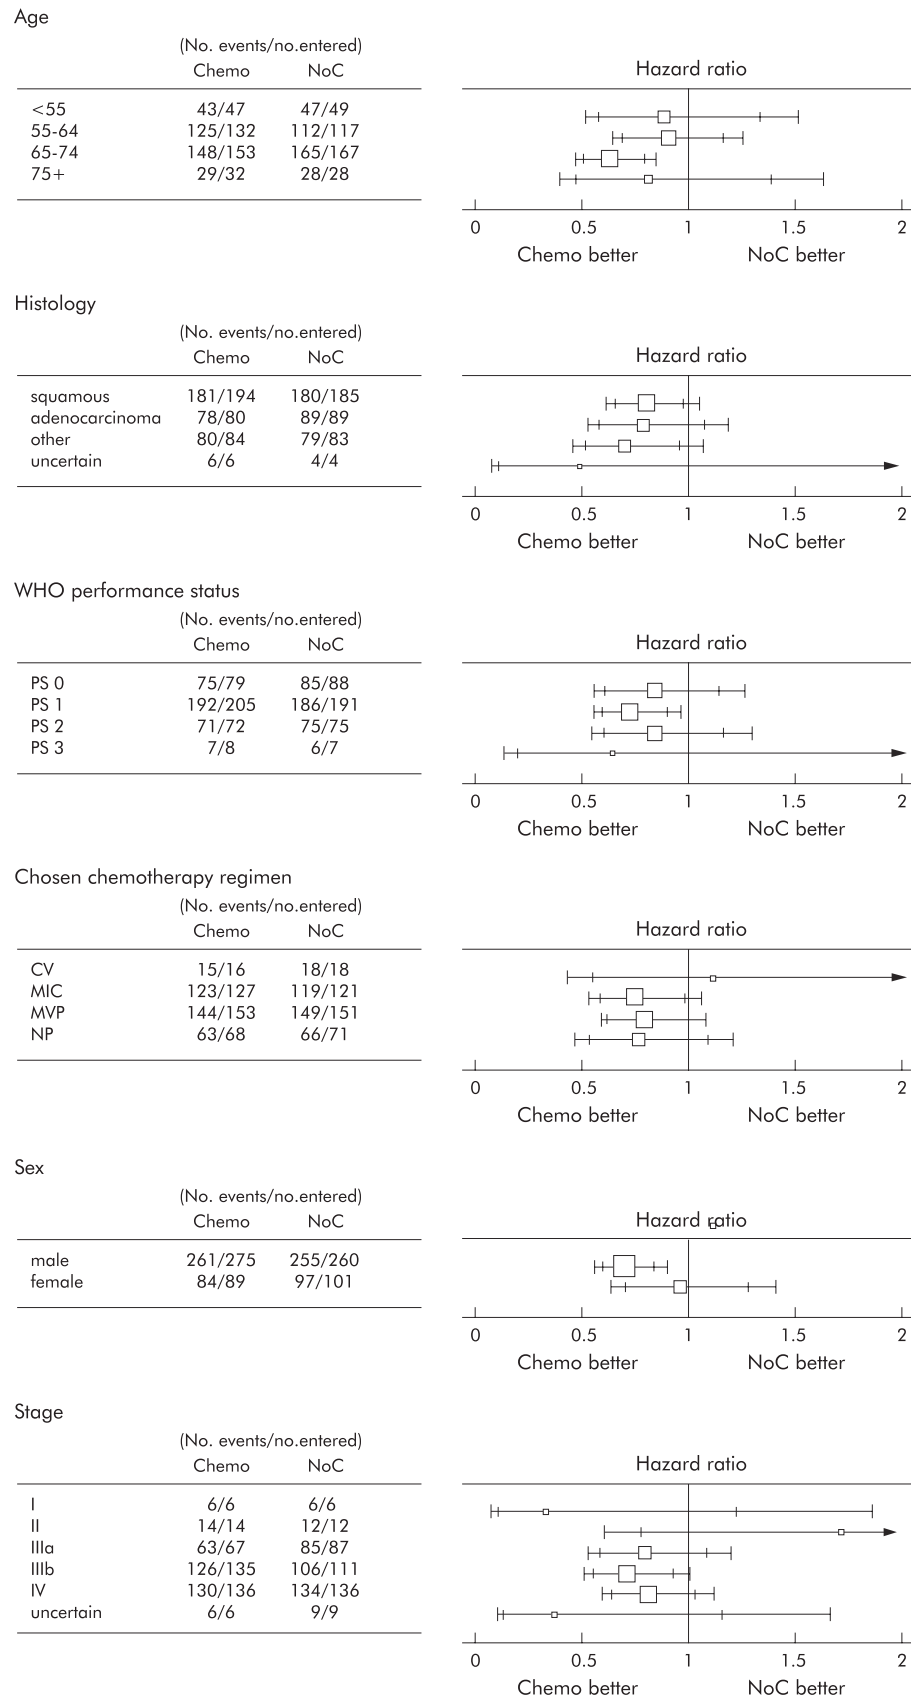 Age
(No. events/no.entered)
Chemo NoC
Hazard ratio
<55 43/47 47/49
55-64 125/132 112/117
65-74 148/153 165/167
75+ 29/32 28/28
0 0.5 1 1.5 2
Chemo better NoC better
Histology
(No. events/no.entered)
Chemo NoC
Hazard ratio
squamous 181/194 180/185
adenocarcinoma 78/80 89/89
other 80/84 79/83
uncertain 6/6 4/4
0 0.5 1 1.5 2
Chemo better NoC better
WHO performance status
(No. events/no.entered)
Chemo NoC
Hazard ratio
PS 0 75/79 85/88
PS 1 192/205 186/191
PS 2 71/72 75/75
PS 3 7/8 6/7
0 0.5 1 1.5 2
Chemo better NoC better
Chosen chemotherapy regimen
(No. events/no.entered)
Chemo NoC
Hazard ratio
CV 15/16 18/18
MIC 123/127 119/121
MVP 144/153 149/151
NP 63/68 66/71
0 0.5 1 1.5 2
Chemo better NoC better
Sex
(No. events/no.entered)
Chemo NoC
Hazard ratio
male 261/275 255/260
female 84/89 97/101
0 0.5 1 1.5 2
Chemo better NoC better
Stage
(No. events/no.entered)
Chemo NoC
Hazard ratio
I 6/6 6/6
II 14/14 12/12
IIIa 63/67 85/87
IIIb 126/135 106/111
IV 130/136 134/136
uncertain 6/6 9/9
0 0.5 1 1.5 2
Chemo better NoC better